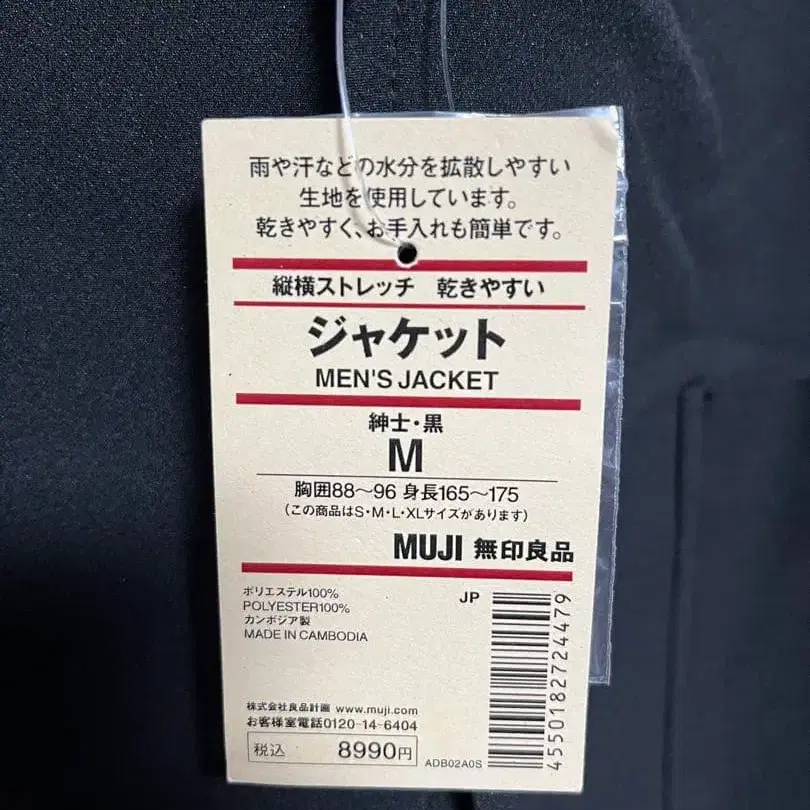 雨や汗などの水分を拡散しやすい
生地を使用しています。
乾きやすく、お手入れも簡単です。
縦横ストレッチ 乾きやすい
ジャケット
MEN'S JACKET
紳士・黒
M
胸囲88〜96 身長165〜175
(この商品はS・M・L・XLサイズがあります)
MUJI 無印良品
ポリエステル100%
POLYESTER100%
カンボジア製
MADE IN CAMBODIA
JP
4550182724479
株式会社良品計画 www.muji.com
お客様室電話0120-14-6404
税込 8990円
ADB02A0S